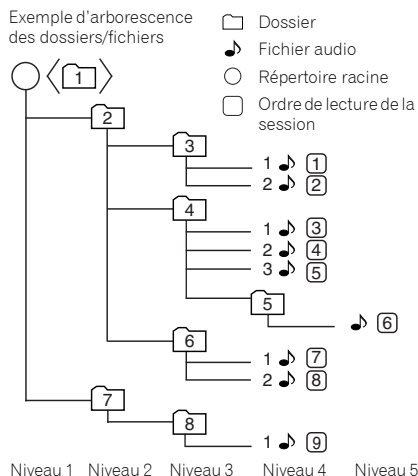 Exemple d'arborescence
des dossiers/fichiers
Dossier
Fichier audio
Répertoire racine
Ordre de lecture de la
session
1
2
3
1 1
2 2
4
1 3
2 4
3 5
5
6
6
1 7
2 8
7
8
1 9
Niveau 1 Niveau 2 Niveau 3 Niveau 4 Niveau 5